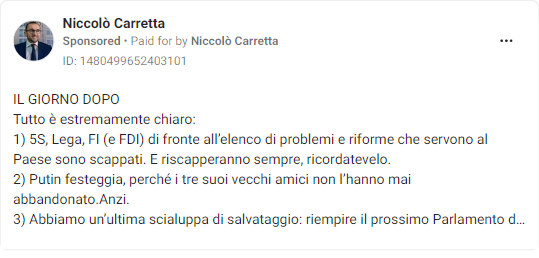 Niccolò Carretta
Sponsored • Paid for by Niccolò Carretta
ID: 1480499652403101
IL GIORNO DOPO
Tutto è estremamente chiaro:
1) 5S, Lega, FI (e FDI) di fronte all’elenco di problemi e riforme che servono al
Paese sono scappati. E riscapperanno sempre, ricordatevelo.
2) Putin festeggia, perché i tre suoi vecchi amici non l’hanno mai
abbandonato.Anzi.
3) Abbiamo un’ultima scialuppa di salvataggio: riempire il prossimo Parlamento d...